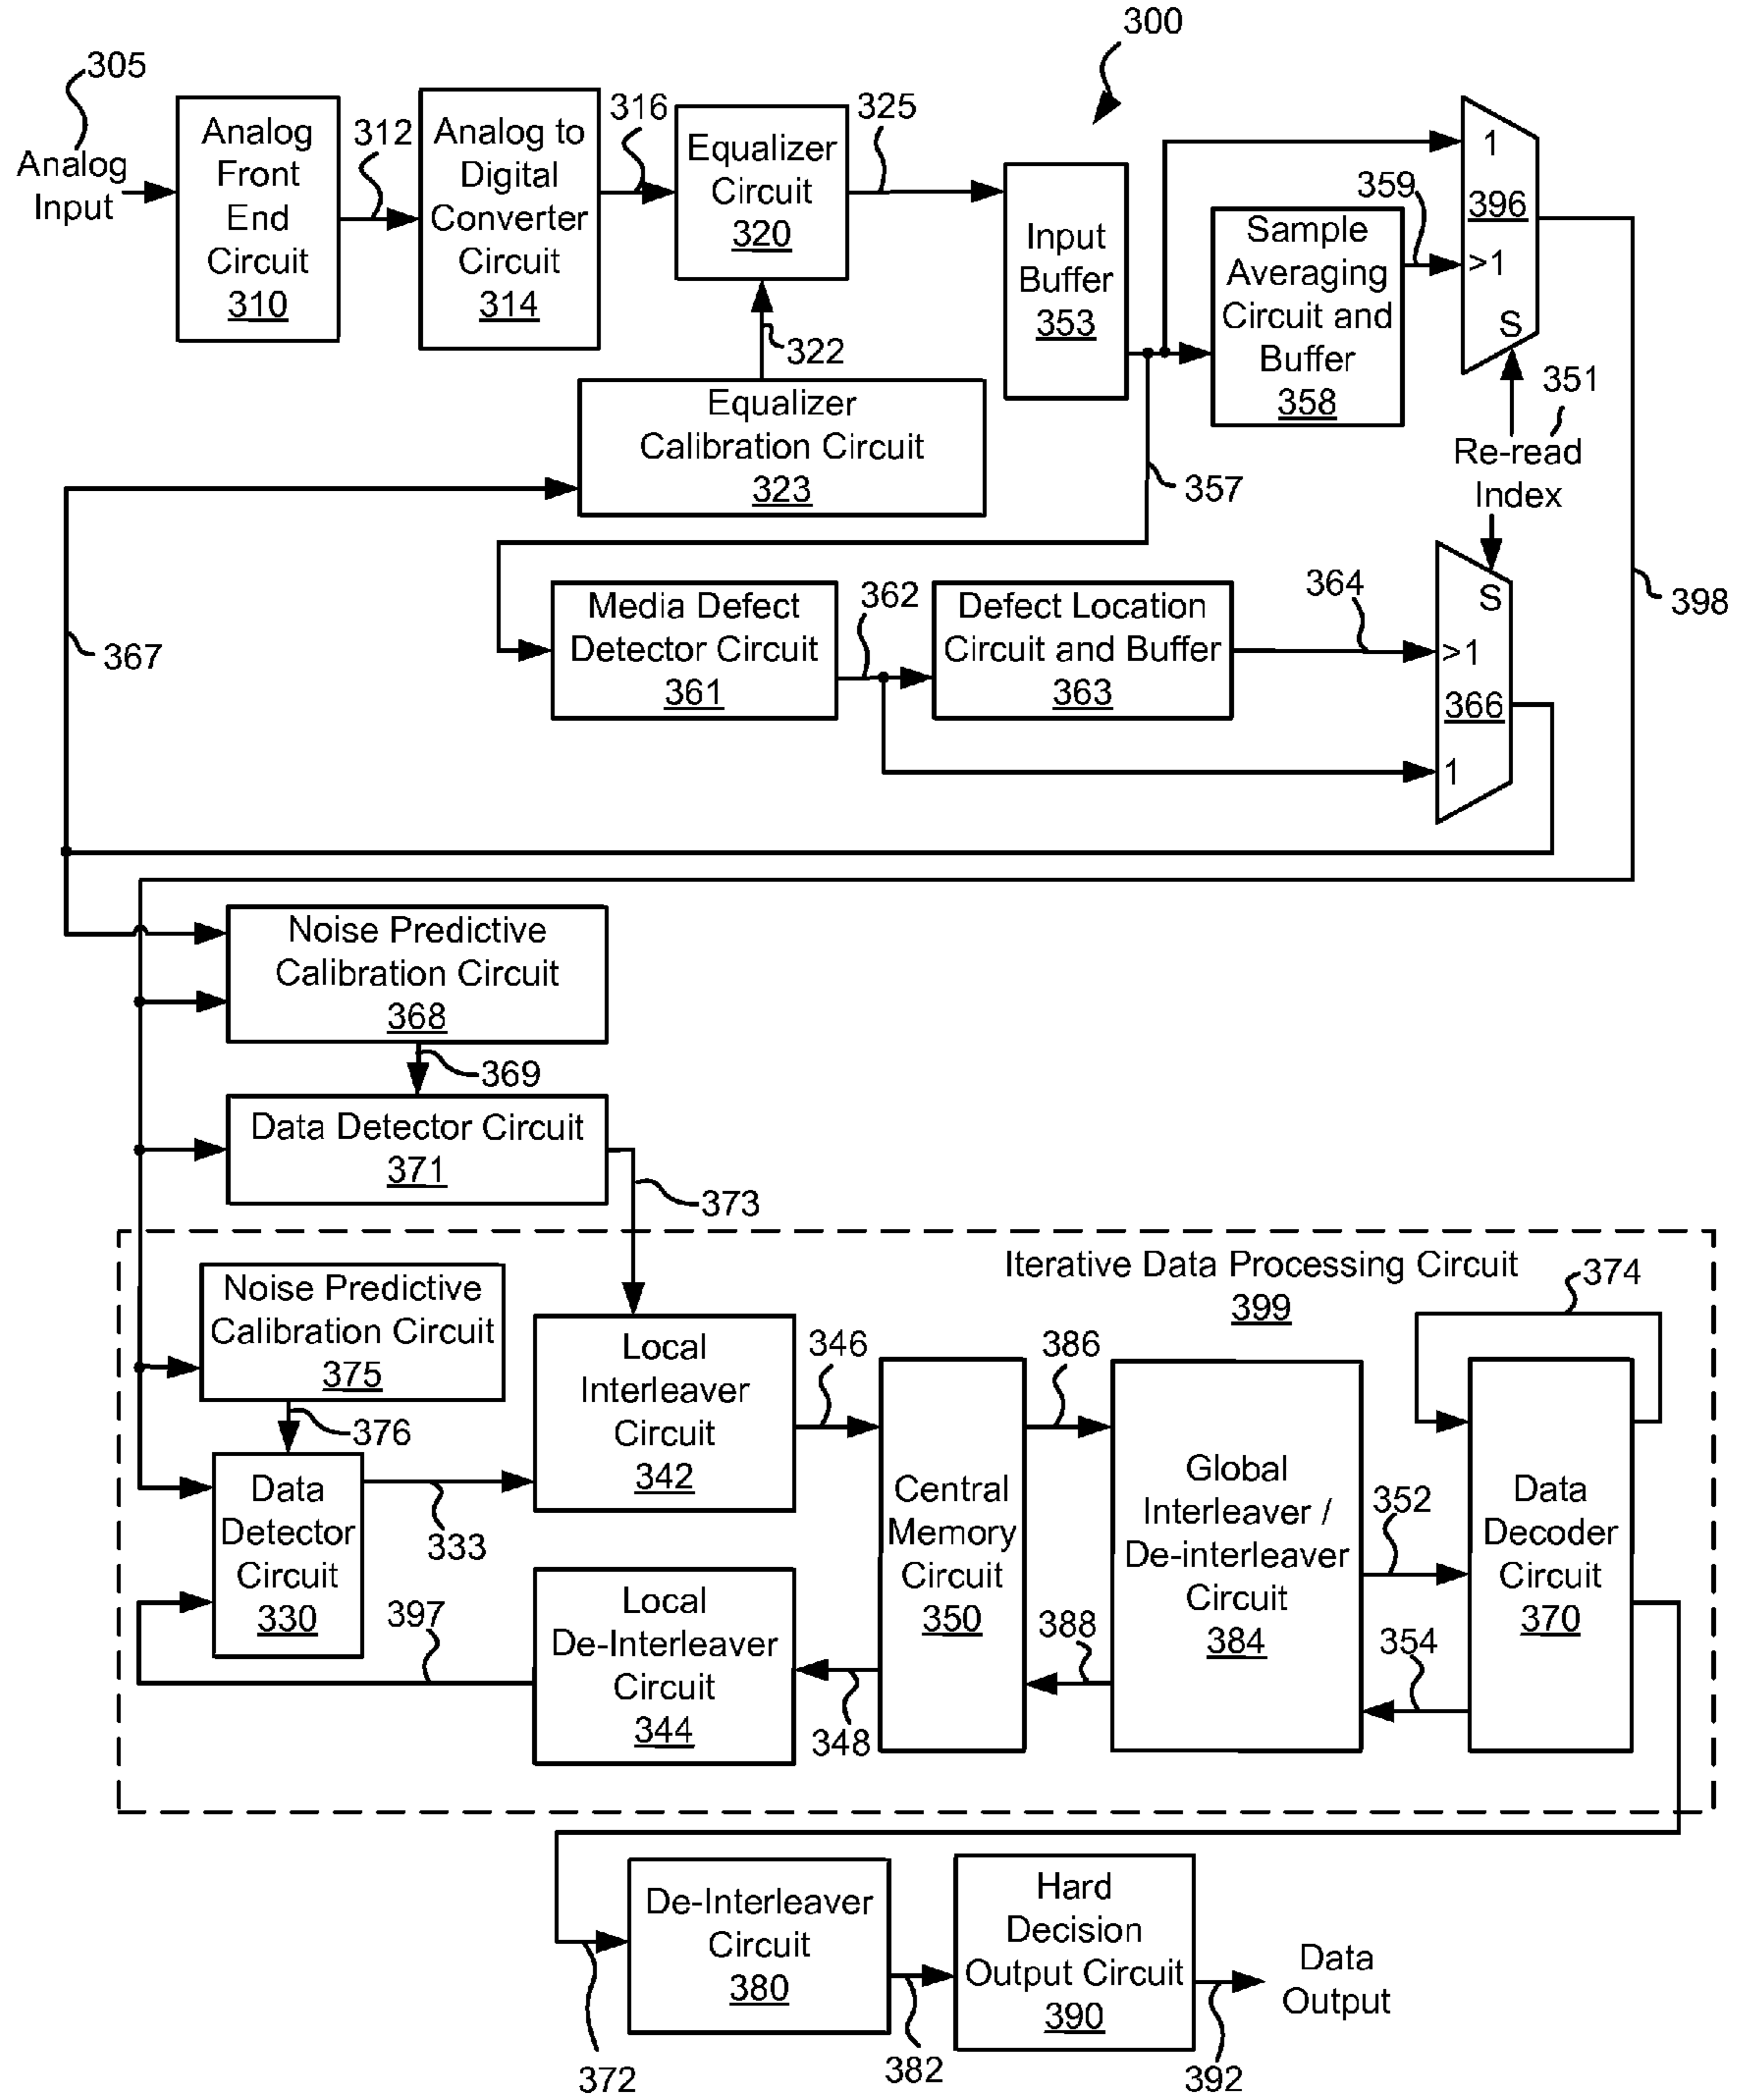 300
305
Analog
Input
Analog
Front
End
Circuit
310
312
Analog to
Digital
Converter
Circuit
314
316
Equalizer
Circuit
320
325
Input
Buffer
353
Sample
Averaging
Circuit and
Buffer
358
359
1
396
>1
S
322
Equalizer
Calibration Circuit
323
351
Re-read
Index
357
398
367
Media Defect
Detector Circuit
361
362
Defect Location
Circuit and Buffer
363
364
S
>1
366
1
Noise Predictive
Calibration Circuit
368
369
Data Detector Circuit
371
373
Iterative Data Processing Circuit
399
374
Noise Predictive
Calibration Circuit
375
376
Data
Detector
Circuit
330
333
Local
Interleaver
Circuit
342
346
Central
Memory
Circuit
350
386
Global
Interleaver /
De-interleaver
Circuit
384
352
Data
Decoder
Circuit
370
354
388
348
Local
De-Interleaver
Circuit
344
397
372
De-Interleaver
Circuit
380
382
Hard
Decision
Output Circuit
390
392
Data
Output